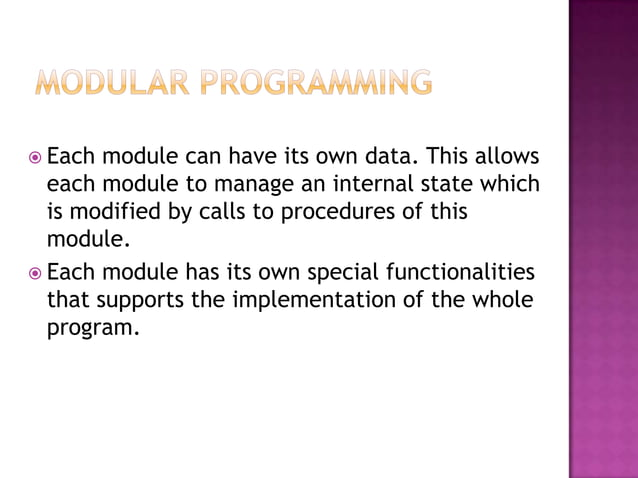 MODULAR PROGRAMMING
Each module can have its own data. This allows
each module to manage an internal state which
is modified by calls to procedures of this
module.
Each module has its own special functionalities
that supports the implementation of the whole
program.